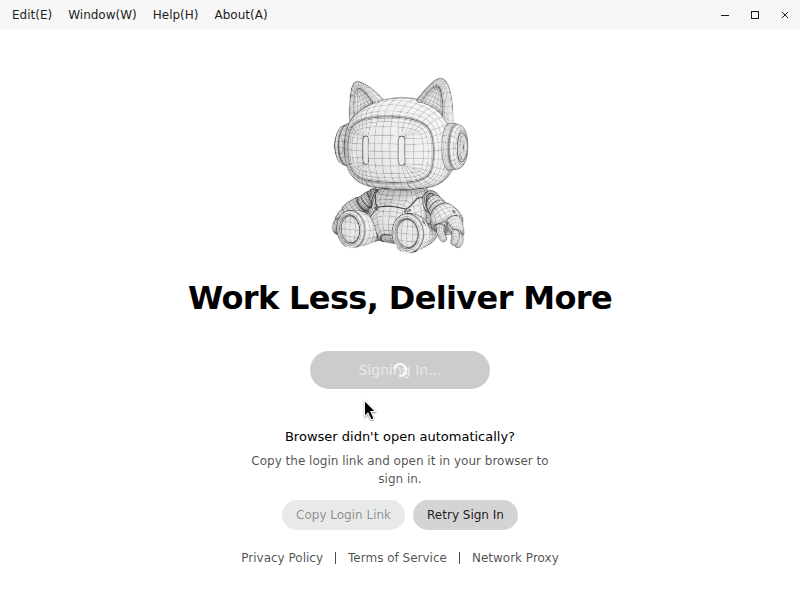 Edit(E) Window(W) Help(H) About(A)
Work Less, Deliver More
Signing In...
Browser didn't open automatically?
Copy the login link and open it in your browser to
sign in.
Copy Login Link Retry Sign In
Privacy Policy | Terms of Service | Network Proxy